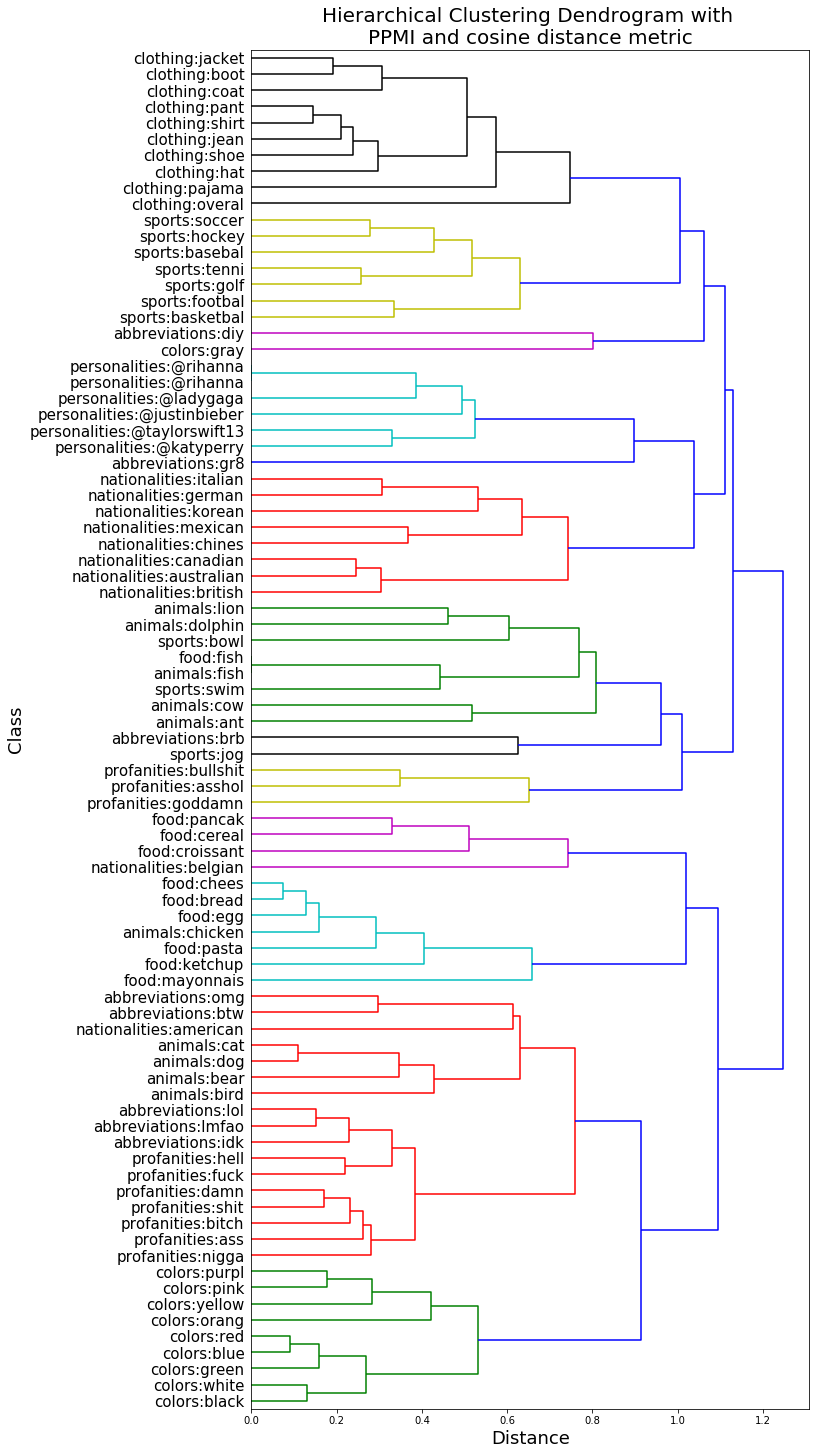 Hierarchical Clustering Dendrogram with
PPMI and cosine distance metric
clothing:jacket
clothing:boot
clothing:coat
clothing:pant
clothing:shirt
clothing:jean
clothing:shoe
clothing:hat
clothing:pajama
clothing:overal
sports:soccer
sports:hockey
sports:basebal
sports:tenni
sports:golf
sports:footbal
sports:basketbal
abbreviations:diy
colors:gray
personalities:@rihanna
personalities:@rihanna
personalities:@ladygaga
personalities:@justinbieber
personalities:@taylorswift13
personalities:@katyperry
abbreviations:gr8
nationalities:italian
nationalities:german
nationalities:korean
nationalities:mexican
nationalities:chines
nationalities:canadian
nationalities:australian
nationalities:british
animals:lion
animals:dolphin
sports:bowl
food:fish
animals:fish
sports:swim
animals:cow
animals:ant
abbreviations:brb
sports:jog
profanities:bullshit
profanities:asshol
profanities:goddamn
food:pancak
food:cereal
food:croissant
nationalities:belgian
food:chees
food:bread
food:egg
animals:chicken
food:pasta
food:ketchup
food:mayonnais
abbreviations:omg
abbreviations:btw
nationalities:american
animals:cat
animals:dog
animals:bear
animals:bird
abbreviations:lol
abbreviations:lmfao
abbreviations:idk
profanities:hell
profanities:fuck
profanities:damn
profanities:shit
profanities:bitch
profanities:ass
profanities:nigga
colors:purpl
colors:pink
colors:yellow
colors:orang
colors:red
colors:blue
colors:green
colors:white
colors:black
Class
0.0 0.2 0.4 0.6 0.8 1.0 1.2
Distance